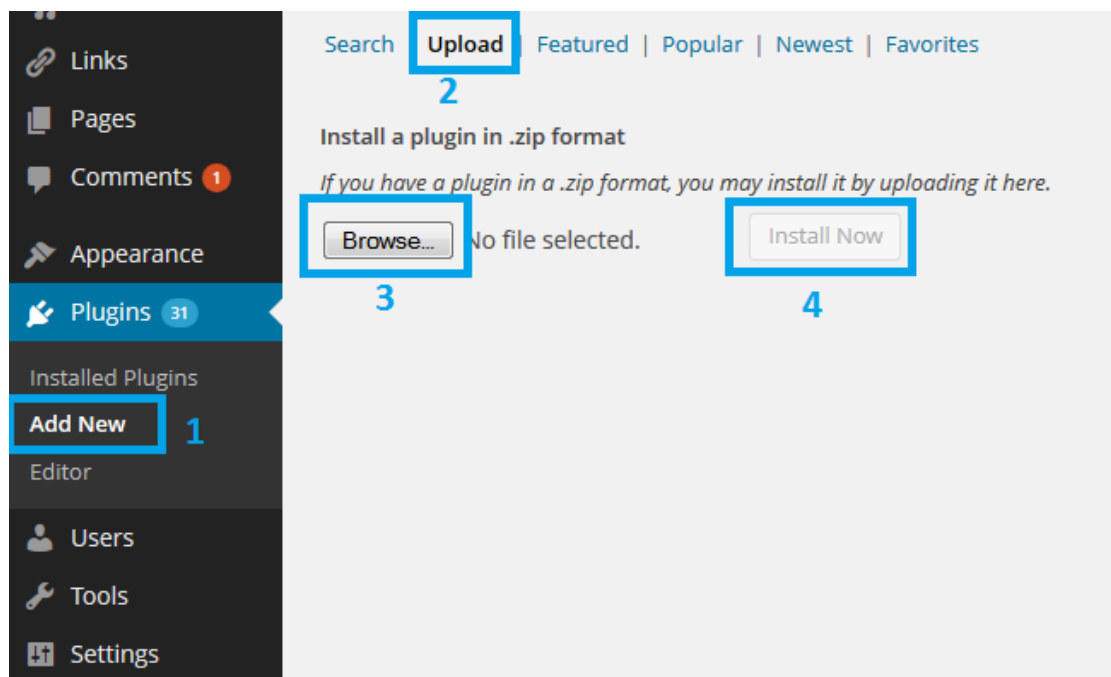 Links
Pages
Comments 1
Appearance
Plugins 31
Installed Plugins
Add New 1
Editor
Users
Tools
Settings
Search | Upload | Featured | Popular | Newest | Favorites
2
Install a plugin in .zip format
If you have a plugin in a .zip format, you may install it by uploading it here.
Browse... No file selected. Install Now
3 4